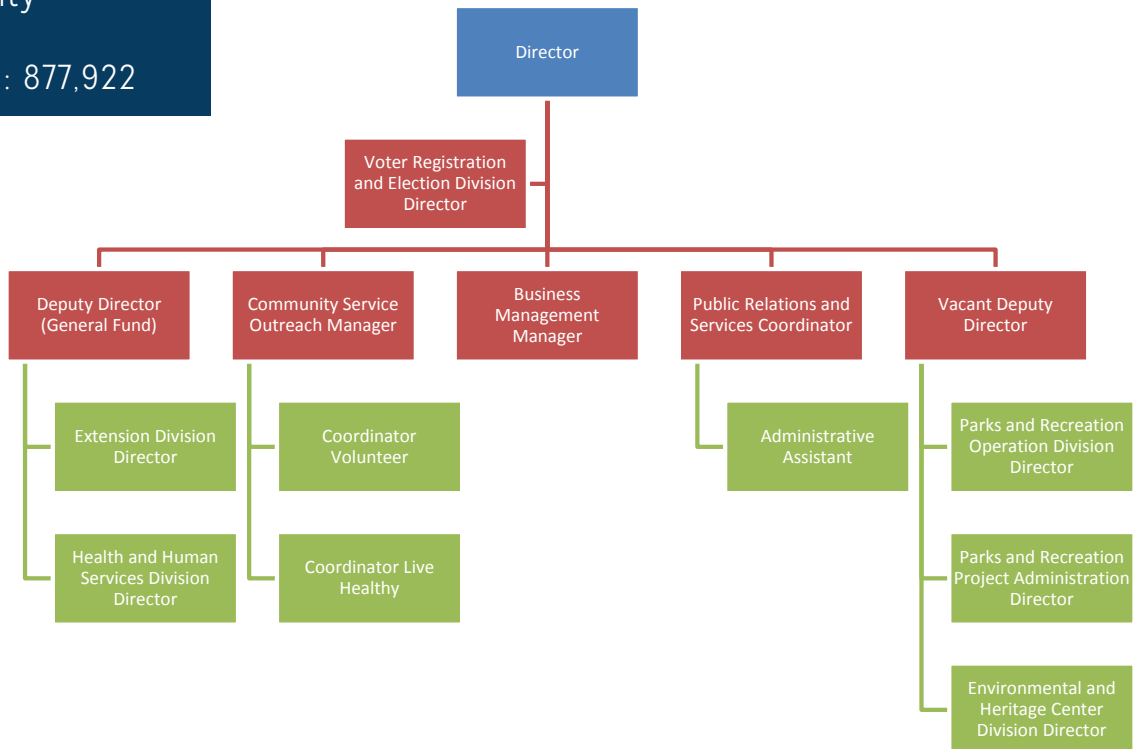 : 877,922
Director
Voter Registration
and Election Division
Director
Deputy Director
(General Fund)
Community Service
Outreach Manager
Business
Management
Manager
Public Relations and
Services Coordinator
Vacant Deputy
Director
Extension Division
Director
Coordinator
Volunteer
Administrative
Assistant
Parks and Recreation
Operation Division
Director
Health and Human
Services Division
Director
Coordinator Live
Healthy
Parks and Recreation
Project Administration
Director
Environmental and
Heritage Center
Division Director